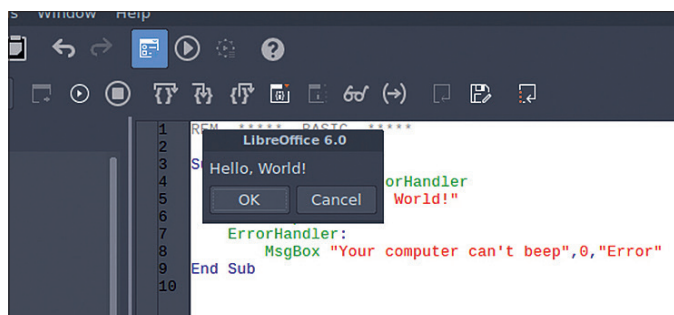 Window Help
1 REM ***** BASIC *****
2
3
4 orHandler
5 World!"
6
7 ErrorHandler:
8 MsgBox "Your computer can't beep",0,"Error"
9 End Sub
10
LibreOffice 6.0
Hello, World!
OK Cancel